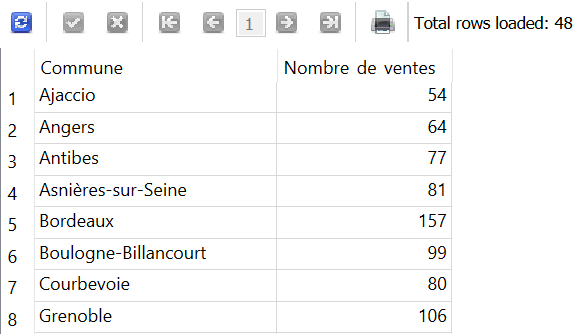 1 Total rows loaded: 48
Commune Nombre de ventes
1 Ajaccio 54
2 Angers 64
3 Antibes 77
4 Asnières-sur-Seine 81
5 Bordeaux 157
6 Boulogne-Billancourt 99
7 Courbevoie 80
8 Grenoble 106